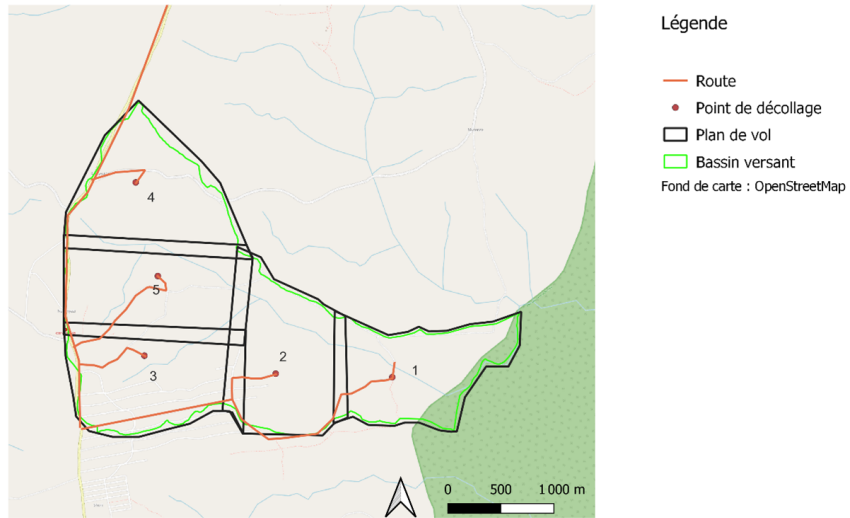 Légende
Route
Point de décollage
Plan de vol
Bassin versant
Fond de carte : OpenStreetMap
4
5
3
2
1
0 500 1 000 m